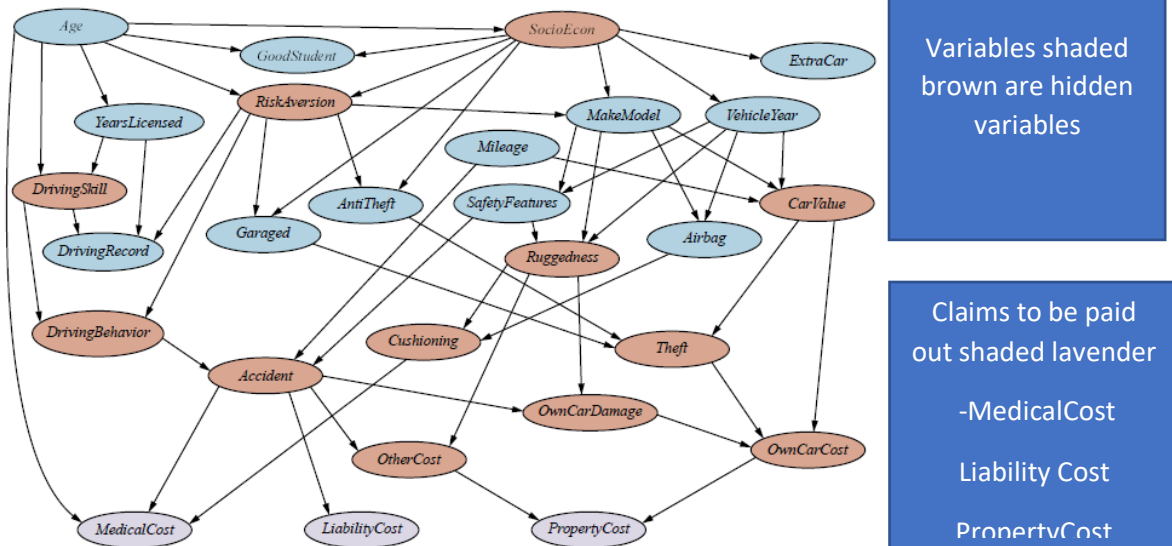 Age
SocioEcon
GoodStudent
ExtraCar
RiskAversion
YearsLicensed
MakeModel
VehicleYear
Mileage
DrivingSkill
AntiTheft
SafetyFeatures
CarValue
Garaged
Airbag
DrivingRecord
Ruggedness
DrivingBehavior
Cushioning
Theft
Accident
OwnCarDamage
OtherCost
OwnCarCost
MedicalCost
LiabilityCost
PropertyCost
Variables shaded
brown are hidden
variables
Claims to be paid
out shaded lavender
-MedicalCost
Liability Cost
PropertyCost